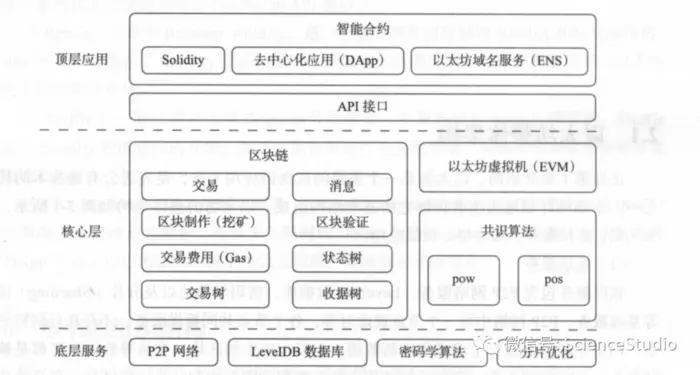 智能合约
顶层应用
Solidity
去中心化应用（DApp）
以太坊域名服务（ENS）
API 接口
区块链
交易
消息
以太坊虚拟机（EVM）
核心层
区块制作（挖矿）
区块验证
共识算法
交易费用（Gas）
状态树
pow
pos
交易树
收据树
底层服务
P2P 网络
LevelDB 数据库
密码学算法
分片优化
微信号: iScienceStudio